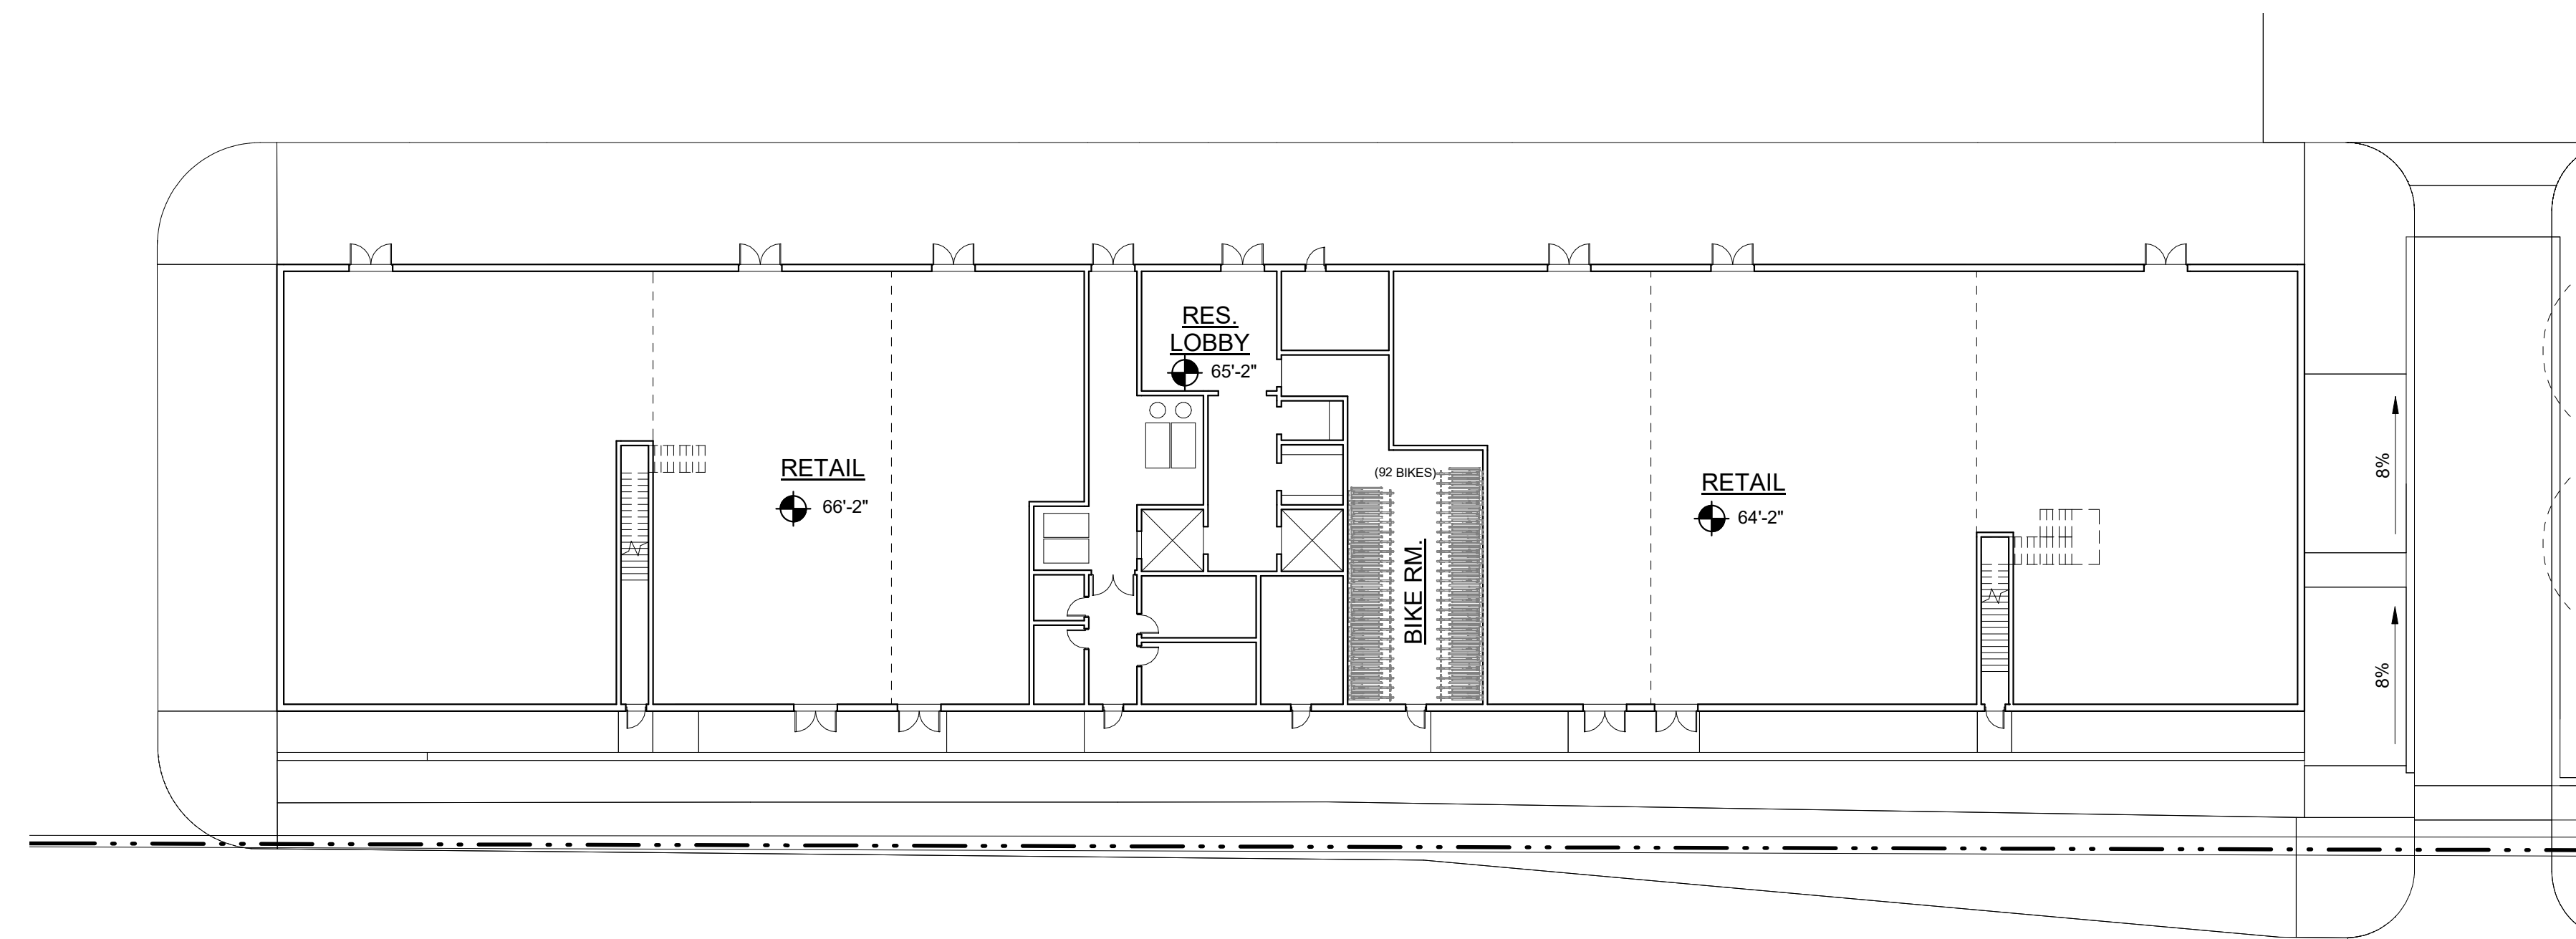 RES.
LOBBY
65'-2"
RETAIL
66'-2"
(92 BIKES)
BIKE RM.
RETAIL
64'-2"
8%
8%